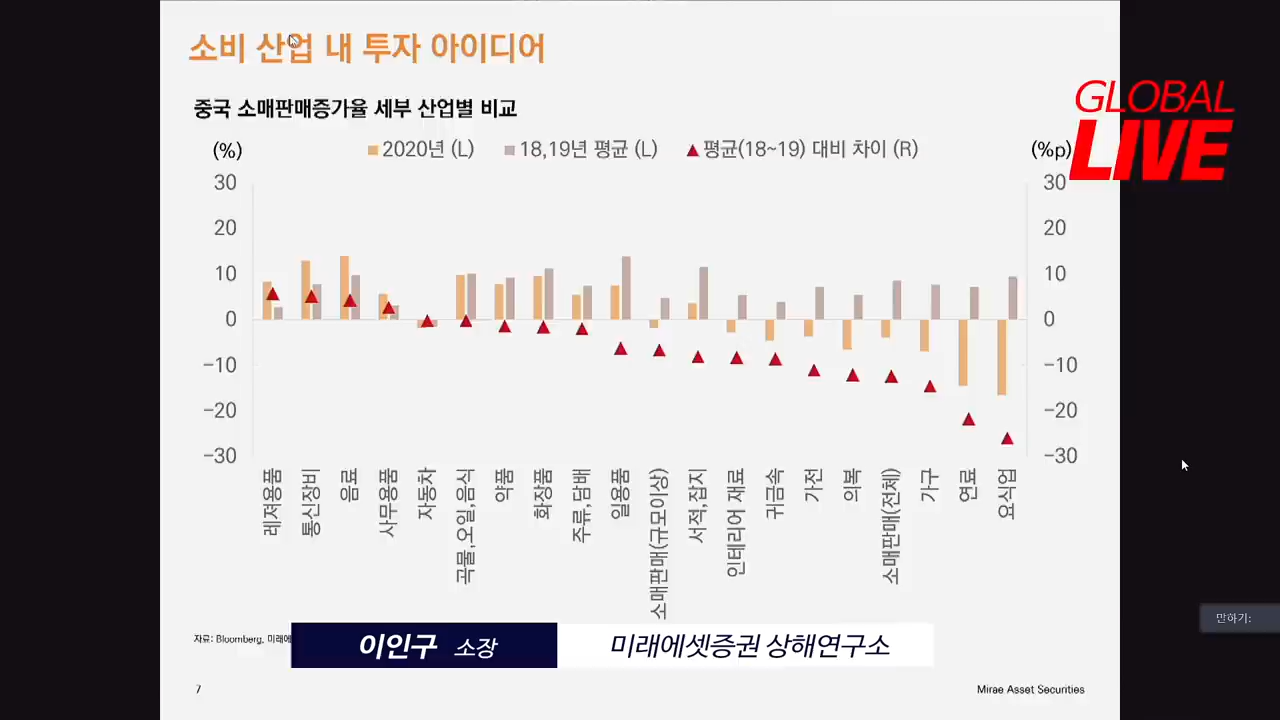 소비 산업 내 투자 아이디어
중국 소매판매증가율 세부 산업별 비교
GLOBAL
LIVE
(%)
2020년 (L)
18,19년 평균 (L)
평균(18~19) 대비 차이 (R)
(%p)
30
20
10
0
−10
−20
−30
30
20
10
0
−10
−20
−30
레져용품
통신장비
음료
사무용품
자동차
곡물,오일,음식
약품
화장품
주류,담배
일용품
소매판매(규모이상)
서적,잡지
인테리어 재료
귀금속
가전
의복
소매판매(전체)
가구
연료
요식업
만하기:
자료: Bloomberg, 미래에
이인구 소장
미래에셋증권 상해연구소
7
Mirae Asset Securities